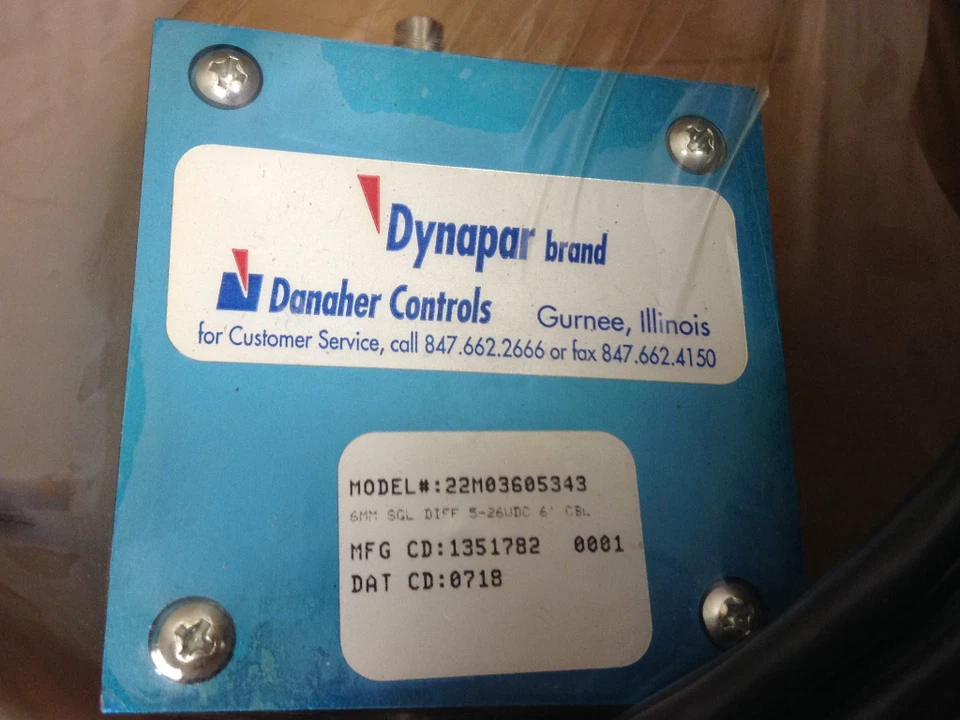 Dynapar brand
Danaher Controls Gurnee, Illinois
for Customer Service, call 847.662.2666 or fax 847.662.4150
MODEL#:22M03605343
6MM SGL DIFF 5-26VDC 6' CBL
MFG CD:1351782 0001
DAT CD:0718